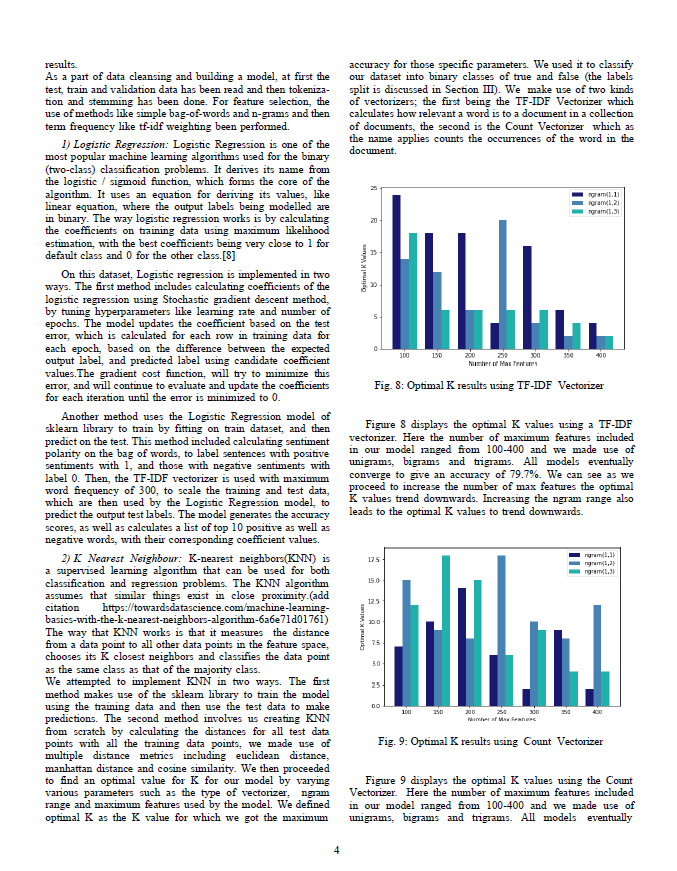 results.
As a part of data cleansing and building a model, at first the
test, train and validation data has been read and then tokeniza-
tion and stemming has been done. For feature selection, the
use of methods like simple bag-of-words and n-grams and then
term frequency like tf-idf weighting been performed.
1) Logistic Regression: Logistic Regression is one of the
most popular machine learning algorithms used for the binary
(two-class) classification problems. It derives its name from
the logistic / sigmoid function, which forms the core of the
algorithm. It uses an equation for deriving its values, like
linear equation, where the output labels being modelled are
in binary. The way logistic regression works is by calculating
the coefficients on training data using maximum likelihood
estimation, with the best coefficients being very close to 1 for
default class and 0 for the other class.[8]
On this dataset, Logistic regression is implemented in two
ways. The first method includes calculating coefficients of the
logistic regression using Stochastic gradient descent method,
by tuning hyperparameters like learning rate and number of
epochs. The model updates the coefficient based on the test
error, which is calculated for each row in training data for
each epoch, based on the difference between the expected
output label, and predicted label using candidate coefficient
values.The gradient cost function, will try to minimize this
error, and will continue to evaluate and update the coefficients
for each iteration until the error is minimized to 0.
Another method uses the Logistic Regression model of
sklearn library to train by fitting on train dataset, and then
predict on the test. This method included calculating sentiment
polarity on the bag of words, to label sentences with positive
sentiments with 1, and those with negative sentiments with
label 0. Then, the TF-IDF vectorizer is used with maximum
word frequency of 300, to scale the training and test data,
which are then used by the Logistic Regression model, to
predict the output test labels. The model generates the accuracy
scores, as well as calculates a list of top 10 positive as well as
negative words, with their corresponding coefficient values.
2) K Nearest Neighbour: K-nearest neighbors(KNN) is
a supervised learning algorithm that can be used for both
classification and regression problems. The KNN algorithm
assumes that similar things exist in close proximity.(add
citation https://towardsdatascience.com/machine-learning-
basics-with-the-k-nearest-neighbors-algorithm-6a6e71d01761)
The way that KNN works is that it measures the distance
from a data point to all other data points in the feature space,
chooses its K closest neighbors and classifies the data point
as the same class as that of the majority class.
We attempted to implement KNN in two ways. The first
method makes use of the sklearn library to train the model
using the training data and then use the test data to make
predictions. The second method involves us creating KNN
from scratch by calculating the distances for all test data
points with all the training data points, we made use of
multiple distance metrics including euclidean distance,
manhattan distance and cosine similarity. We then proceeded
to find an optimal value for K for our model by varying
various parameters such as the type of vectorizer, ngram
range and maximum features used by the model. We defined
optimal K as the K value for which we got the maximum
accuracy for those specific parameters. We used it to classify
our dataset into binary classes of true and false (the labels
split is discussed in Section III). We make use of two kinds
of vectorizers; the first being the TF-IDF Vectorizer which
calculates how relevant a word is to a document in a collection
of documents, the second is the Count Vectorizer which as
the name applies counts the occurrences of the word in the
document.
25
20
15
10
5
0
Optimal K Values
ngram(1,1)
ngram(1,2)
ngram(1,3)
100 150 200 250 300 350 400
Number of Max Features
Fig. 8: Optimal K results using TF-IDF Vectorizer
Figure 8 displays the optimal K values using a TF-IDF
vectorizer. Here the number of maximum features included
in our model ranged from 100-400 and we made use of
unigrams, bigrams and trigrams. All models eventually
converge to give an accuracy of 79.7%. We can see as we
proceed to increase the number of max features the optimal
K values trend downwards. Increasing the ngram range also
leads to the optimal K values to trend downwards.
17.5
15.0
12.5
10.0
7.5
5.0
2.5
0.0
Optimal K Values
ngram(1,1)
ngram(1,2)
ngram(1,3)
100 150 200 250 300 350 400
Number of Max Features
Fig. 9: Optimal K results using Count Vectorizer
Figure 9 displays the optimal K values using the Count
Vectorizer. Here the number of maximum features included
in our model ranged from 100-400 and we made use of
unigrams, bigrams and trigrams. All models eventually
4